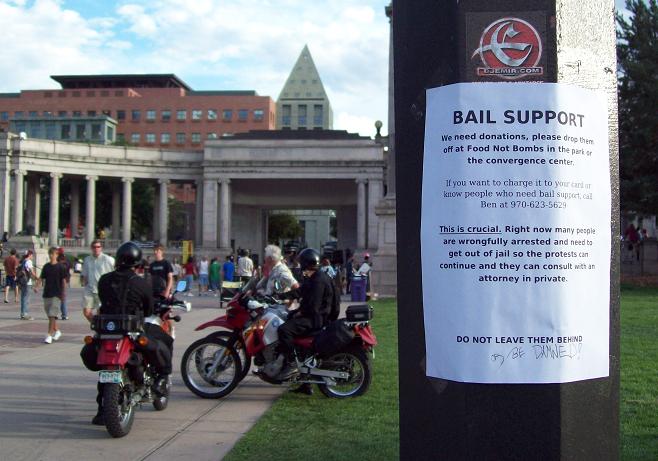 DJEMIR.COM
BAIL SUPPORT
We need donations, please drop them
off at Food Not Bombs in the park or
the convergence center.
If you want to charge it to your card or
know people who need bail support, call
Ben at 970-623-5629
This is crucial. Right now many people
are wrongfully arrested and need to
get out of jail so the protests can
continue and they can consult with an
attorney in private.
DO NOT LEAVE THEM BEHIND
BE DAMNED!